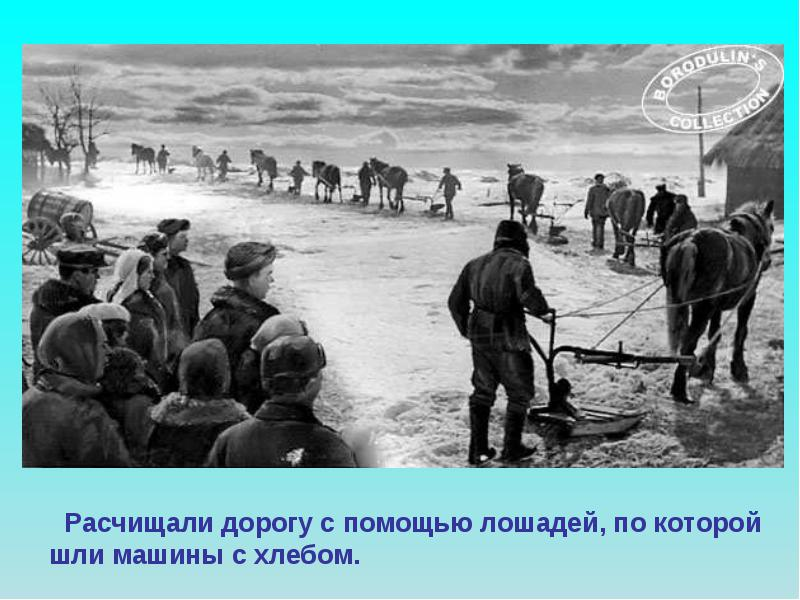 BORODULIN'S
COLLECTION
Расчищали дорогу с помощью лошадей, по которой
шли машины с хлебом.